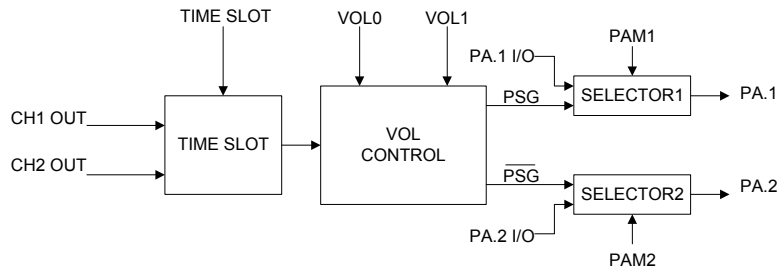 TIME SLOT
VOL0
VOL1
PAM1
PA.1 I/O
SELECTOR1
PA.1
PSG
CH1 OUT
TIME SLOT
VOL
CONTROL
CH2 OUT
P̅S̅G̅
SELECTOR2
PA.2
PA.2 I/O
PAM2